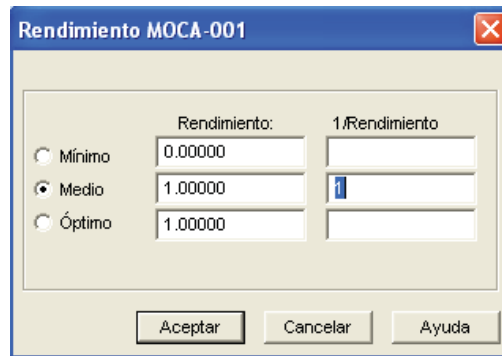 Rendimiento MOCA-001
Rendimiento: 1/Rendimiento
Mínimo 0.00000
Medio 1.00000 1
Óptimo 1.00000
Aceptar Cancelar Ayuda